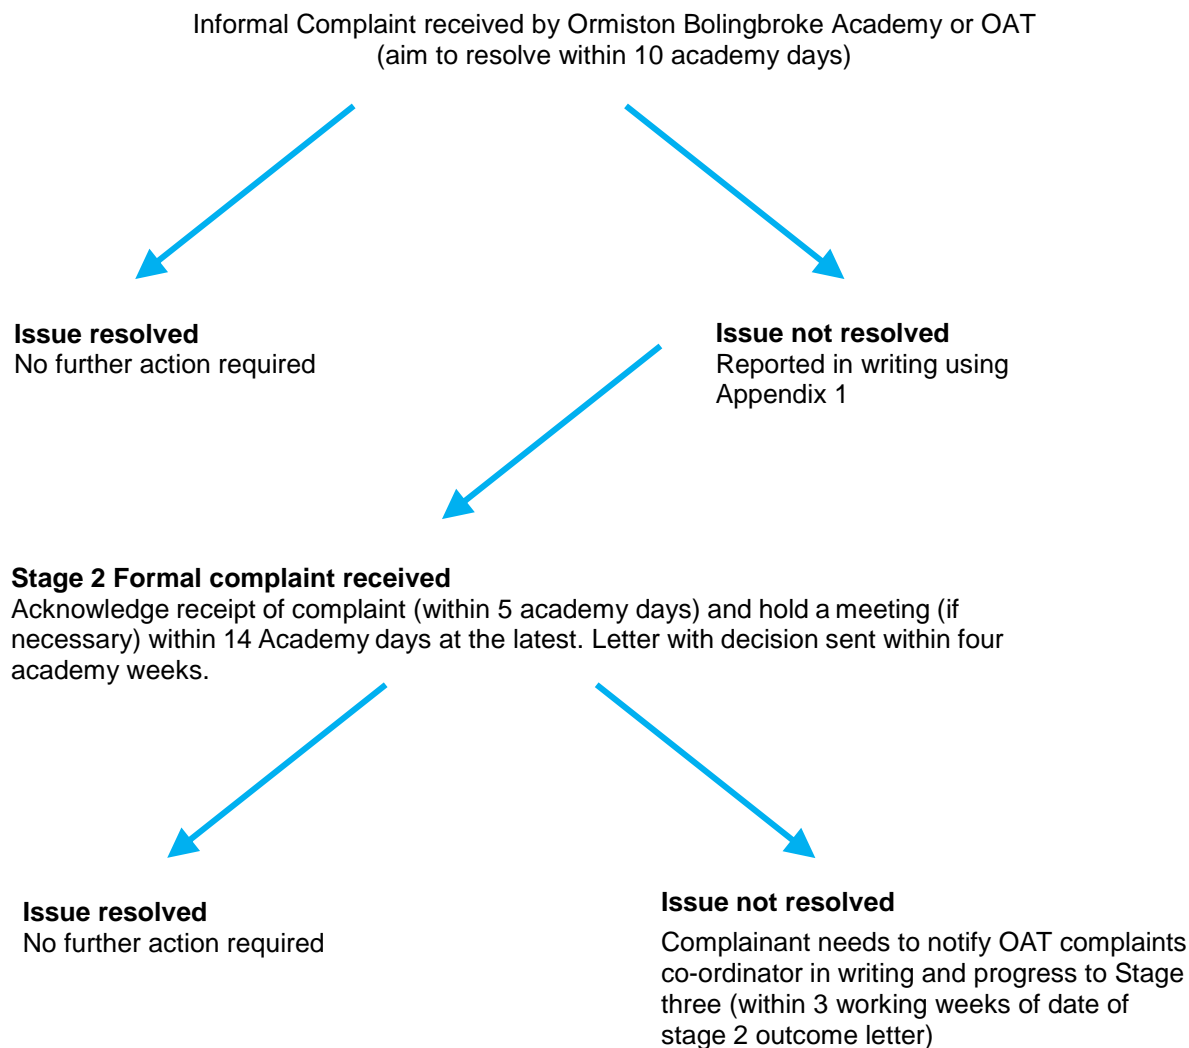 Informal Complaint received by Ormiston Bolingbroke Academy or OAT
(aim to resolve within 10 academy days)
Issue resolved
No further action required
Issue not resolved
Reported in writing using
Appendix 1
Stage 2 Formal complaint received
Acknowledge receipt of complaint (within 5 academy days) and hold a meeting (if
necessary) within 14 Academy days at the latest. Letter with decision sent within four
academy weeks.
Issue resolved
No further action required
Issue not resolved
Complainant needs to notify OAT complaints
co-ordinator in writing and progress to Stage
three (within 3 working weeks of date of
stage 2 outcome letter)